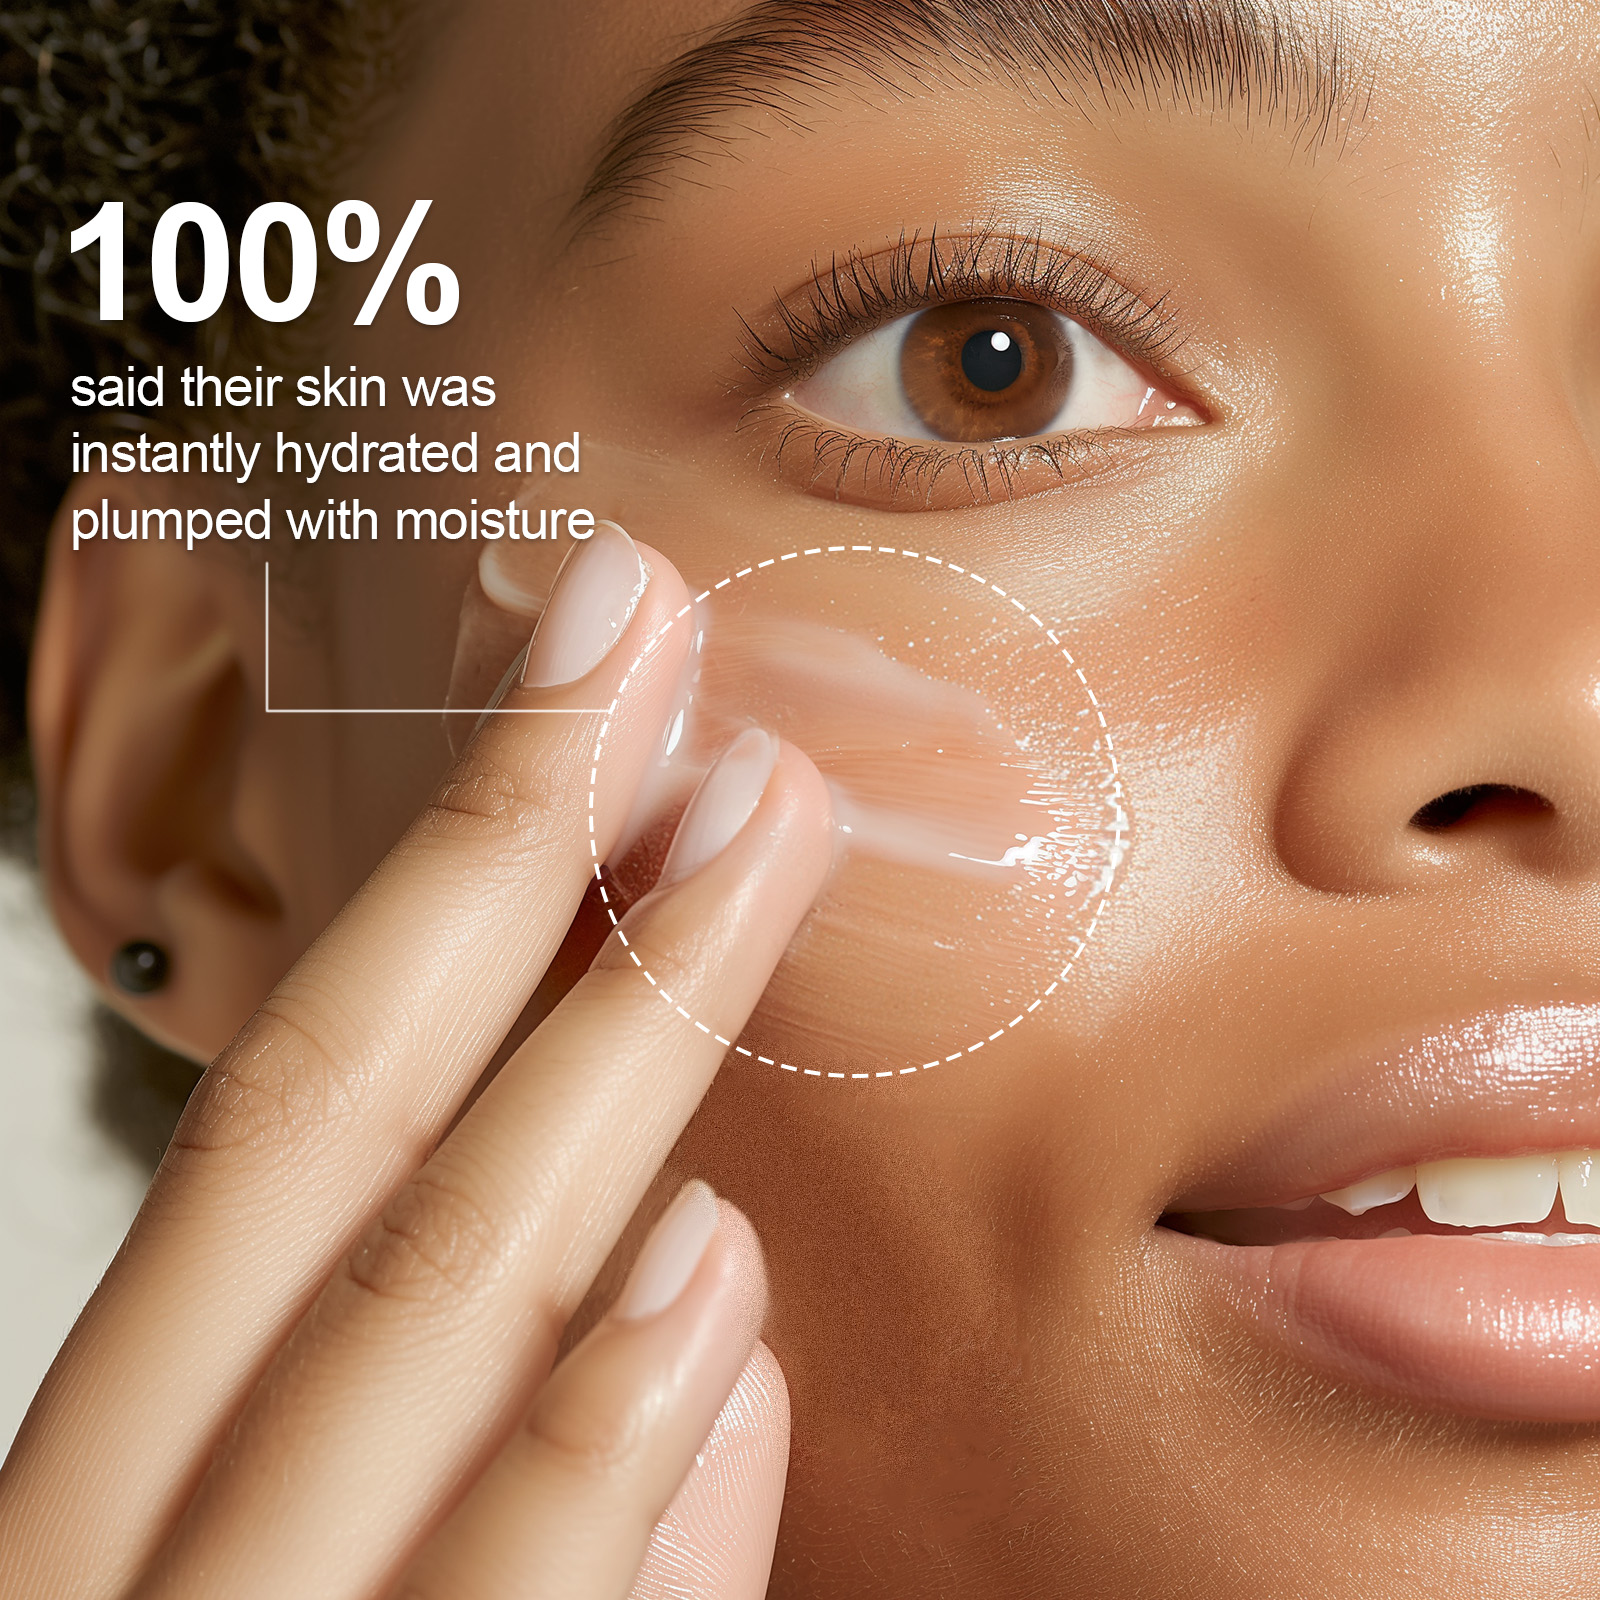 100%
said their skin was
instantly hydrated and
plumped with moisture